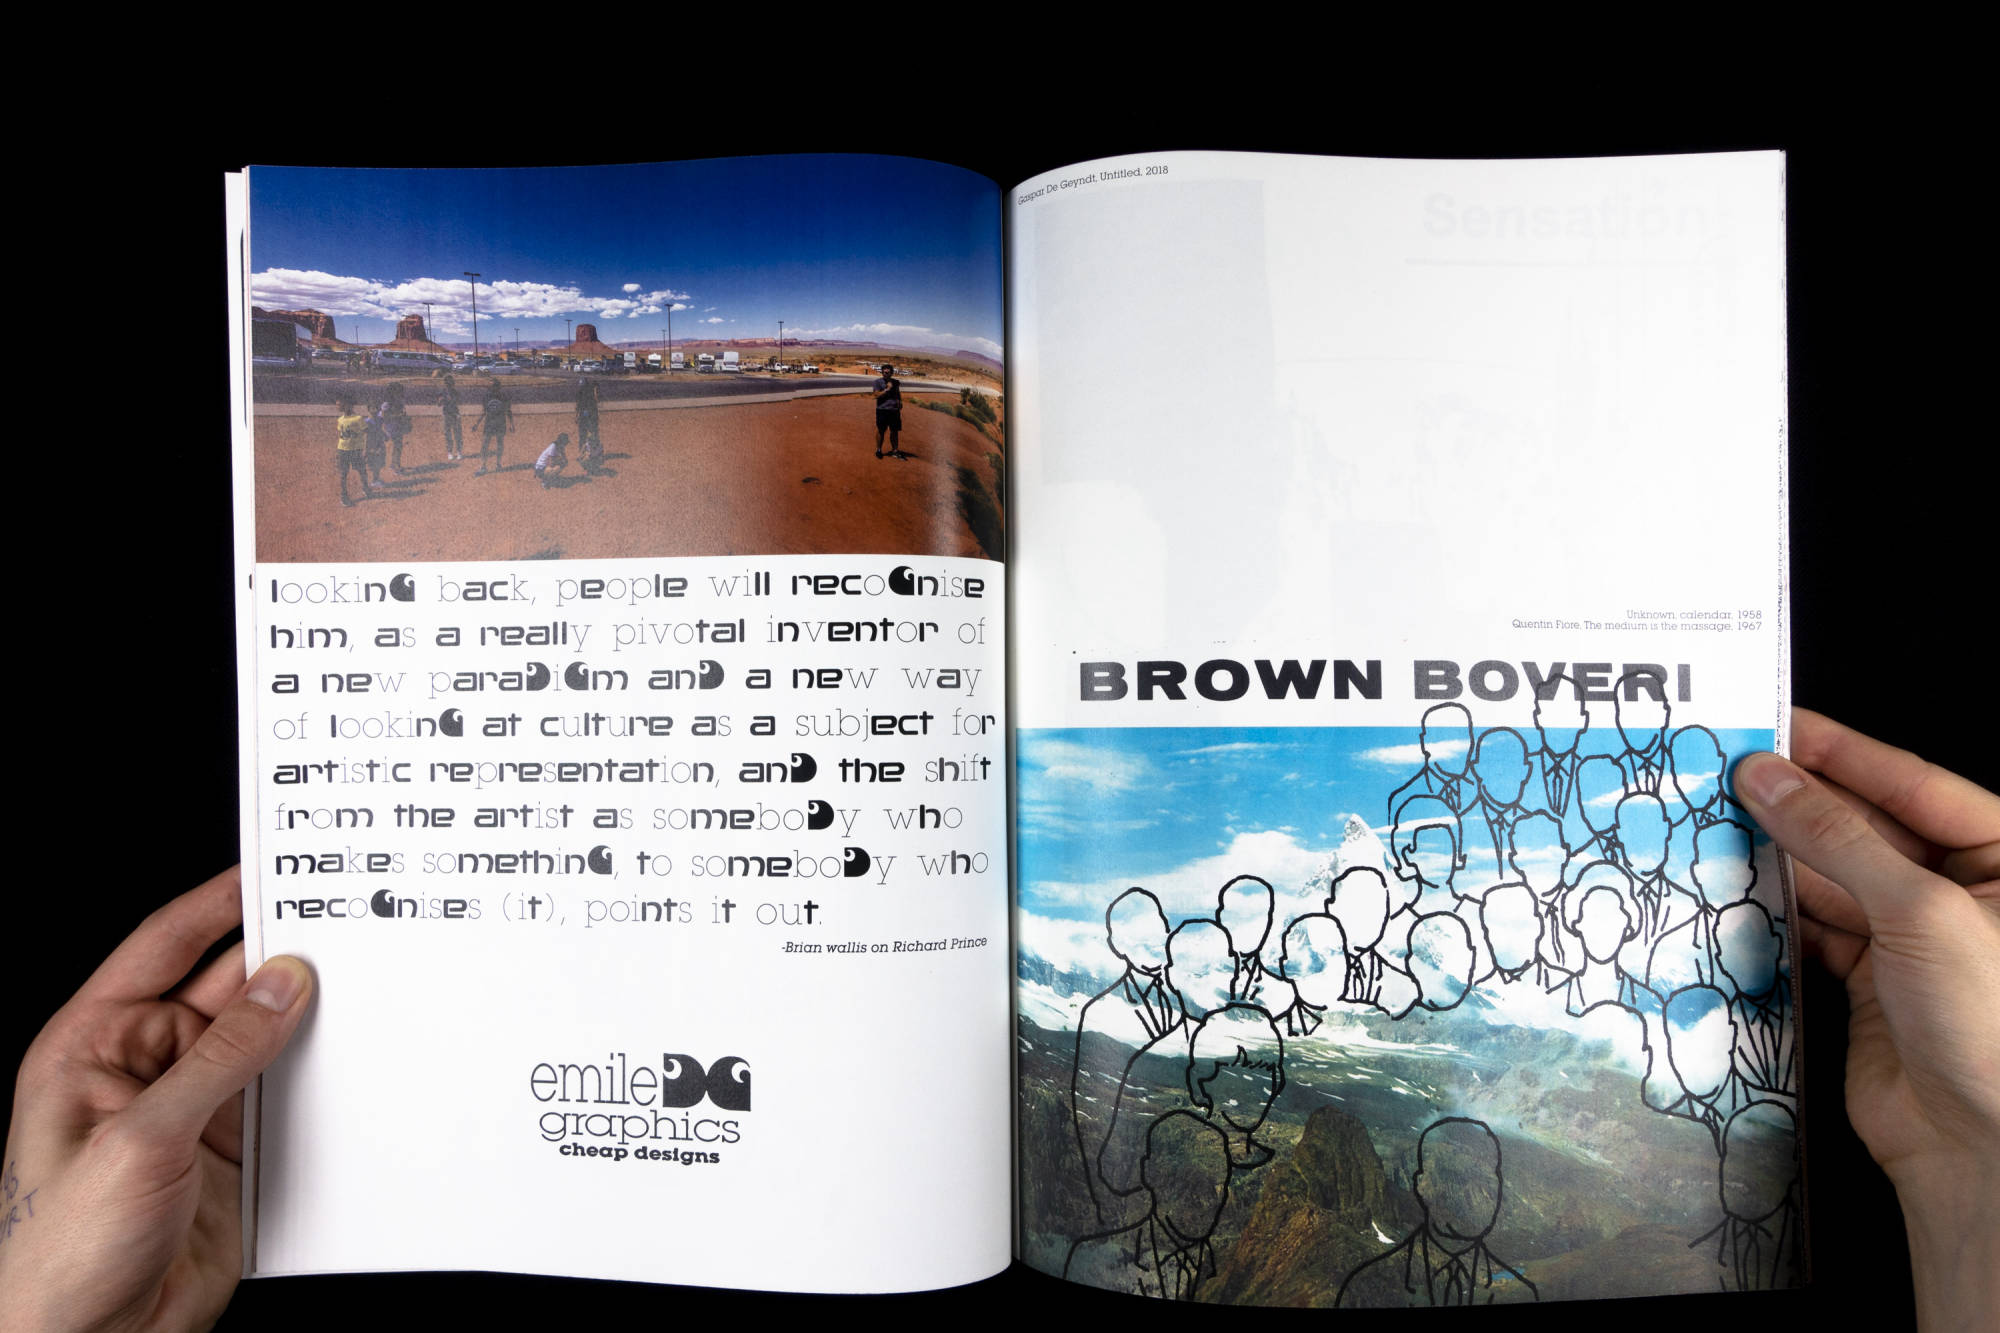 lookinG back, people will recoGnise
him, as a really pivotal inventor of
a new paraDiGm anD a new way
of lookinG at culture as a subject for
artistic representation, anD the shift
from the artist as someboDy who
makes somethinG, to someboDy who
recoGnises (it), points it out.
-Brian wallis on Richard Prince
emile DG
graphics
cheap designs
Gaspar De Geyndt, Untitled, 2018
Sensation
Unknown, calendar, 1958
Quentin Fiore, The medium is the massage, 1967
BROWN BOVERI